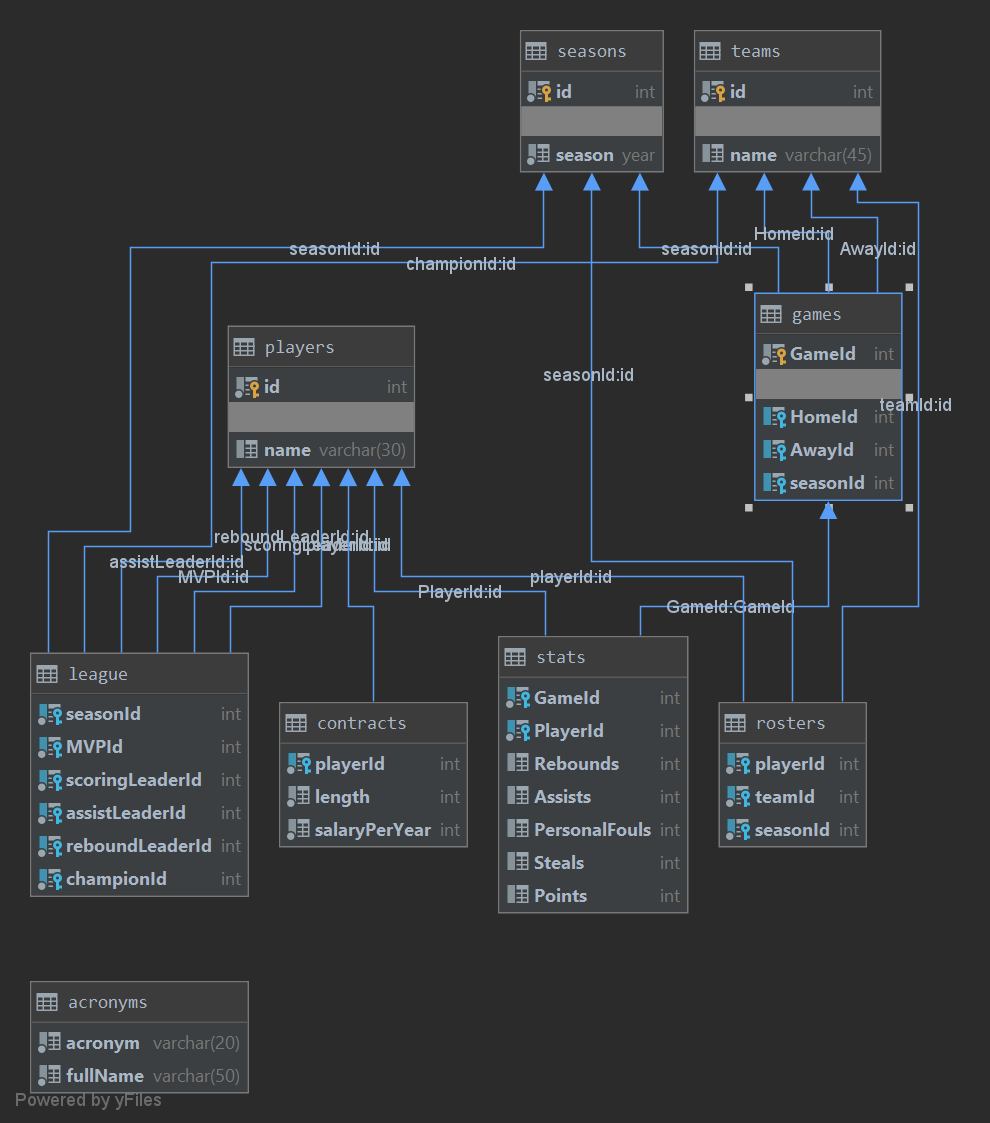 seasons
id int
season year
teams
id int
name varchar(45)
HomeId:id
seasonId:id
seasonId:id
AwayId:id
championId:id
games
GameId int
HomeId int
AwayId int
seasonId int
players
id int
name varchar(30)
seasonId:id
teamId:id
reboundLeaderId:id
scoringLeaderId:id
playerId:id
assistLeaderId:id
MVPId:id
playerId:id
PlayerId:id
GameId:GameId
league
seasonId int
MVPId int
scoringLeaderId int
assistLeaderId int
reboundLeaderId int
championId int
contracts
playerId int
length int
salaryPerYear int
stats
GameId int
PlayerId int
Rebounds int
Assists int
PersonalFouls int
Steals int
Points int
rosters
playerId int
teamId int
seasonId int
acronyms
acronym varchar(20)
fullName varchar(50)
Powered by yFiles